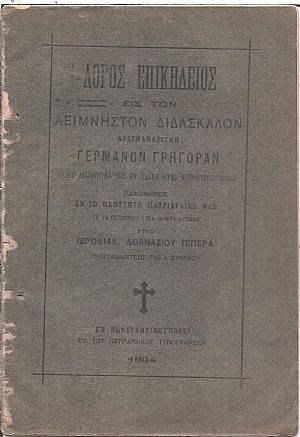 ΛΟΓΟΣ ΕΠΙΚΗΔΕΙΟΣ
ΕΙΣ ΤΟΝ
ΑΕΙΜΝΗΣΤΟΝ ΔΙΔΑΣΚΑΛΟΝ
ΑΡΧΙΜΑΝΔΡΙΤΗΝ
ΓΕΡΜΑΝΟΝ ΓΡΗΓΟΡΑΝ
ΕΚΦΩΝΗΘΕΙΣ
ΕΝ ΤΩ ΠΑΝΣΕΠΤΩ ΠΑΤΡΙΑΡΧΙΚΩ ΝΑΩ
ΥΠΟ
ΙΕΡΟΔΙΑΚ. ΑΘΑΝΑΣΙΟΥ ΠΙΠΕΡΑ
ΥΠΟΓΡΑΜΜΑΤΕΩΣ ΤΗΣ Ι. ΣΥΝΟΔΟΥ
ΕΝ ΚΩΝΣΤΑΝΤΙΝΟΥΠΟΛΕΙ
ΕΚ ΤΟΥ ΠΑΤΡΙΑΡΧΙΚΟΥ ΤΥΠΟΓΡΑΦΕΙΟΥ
1904